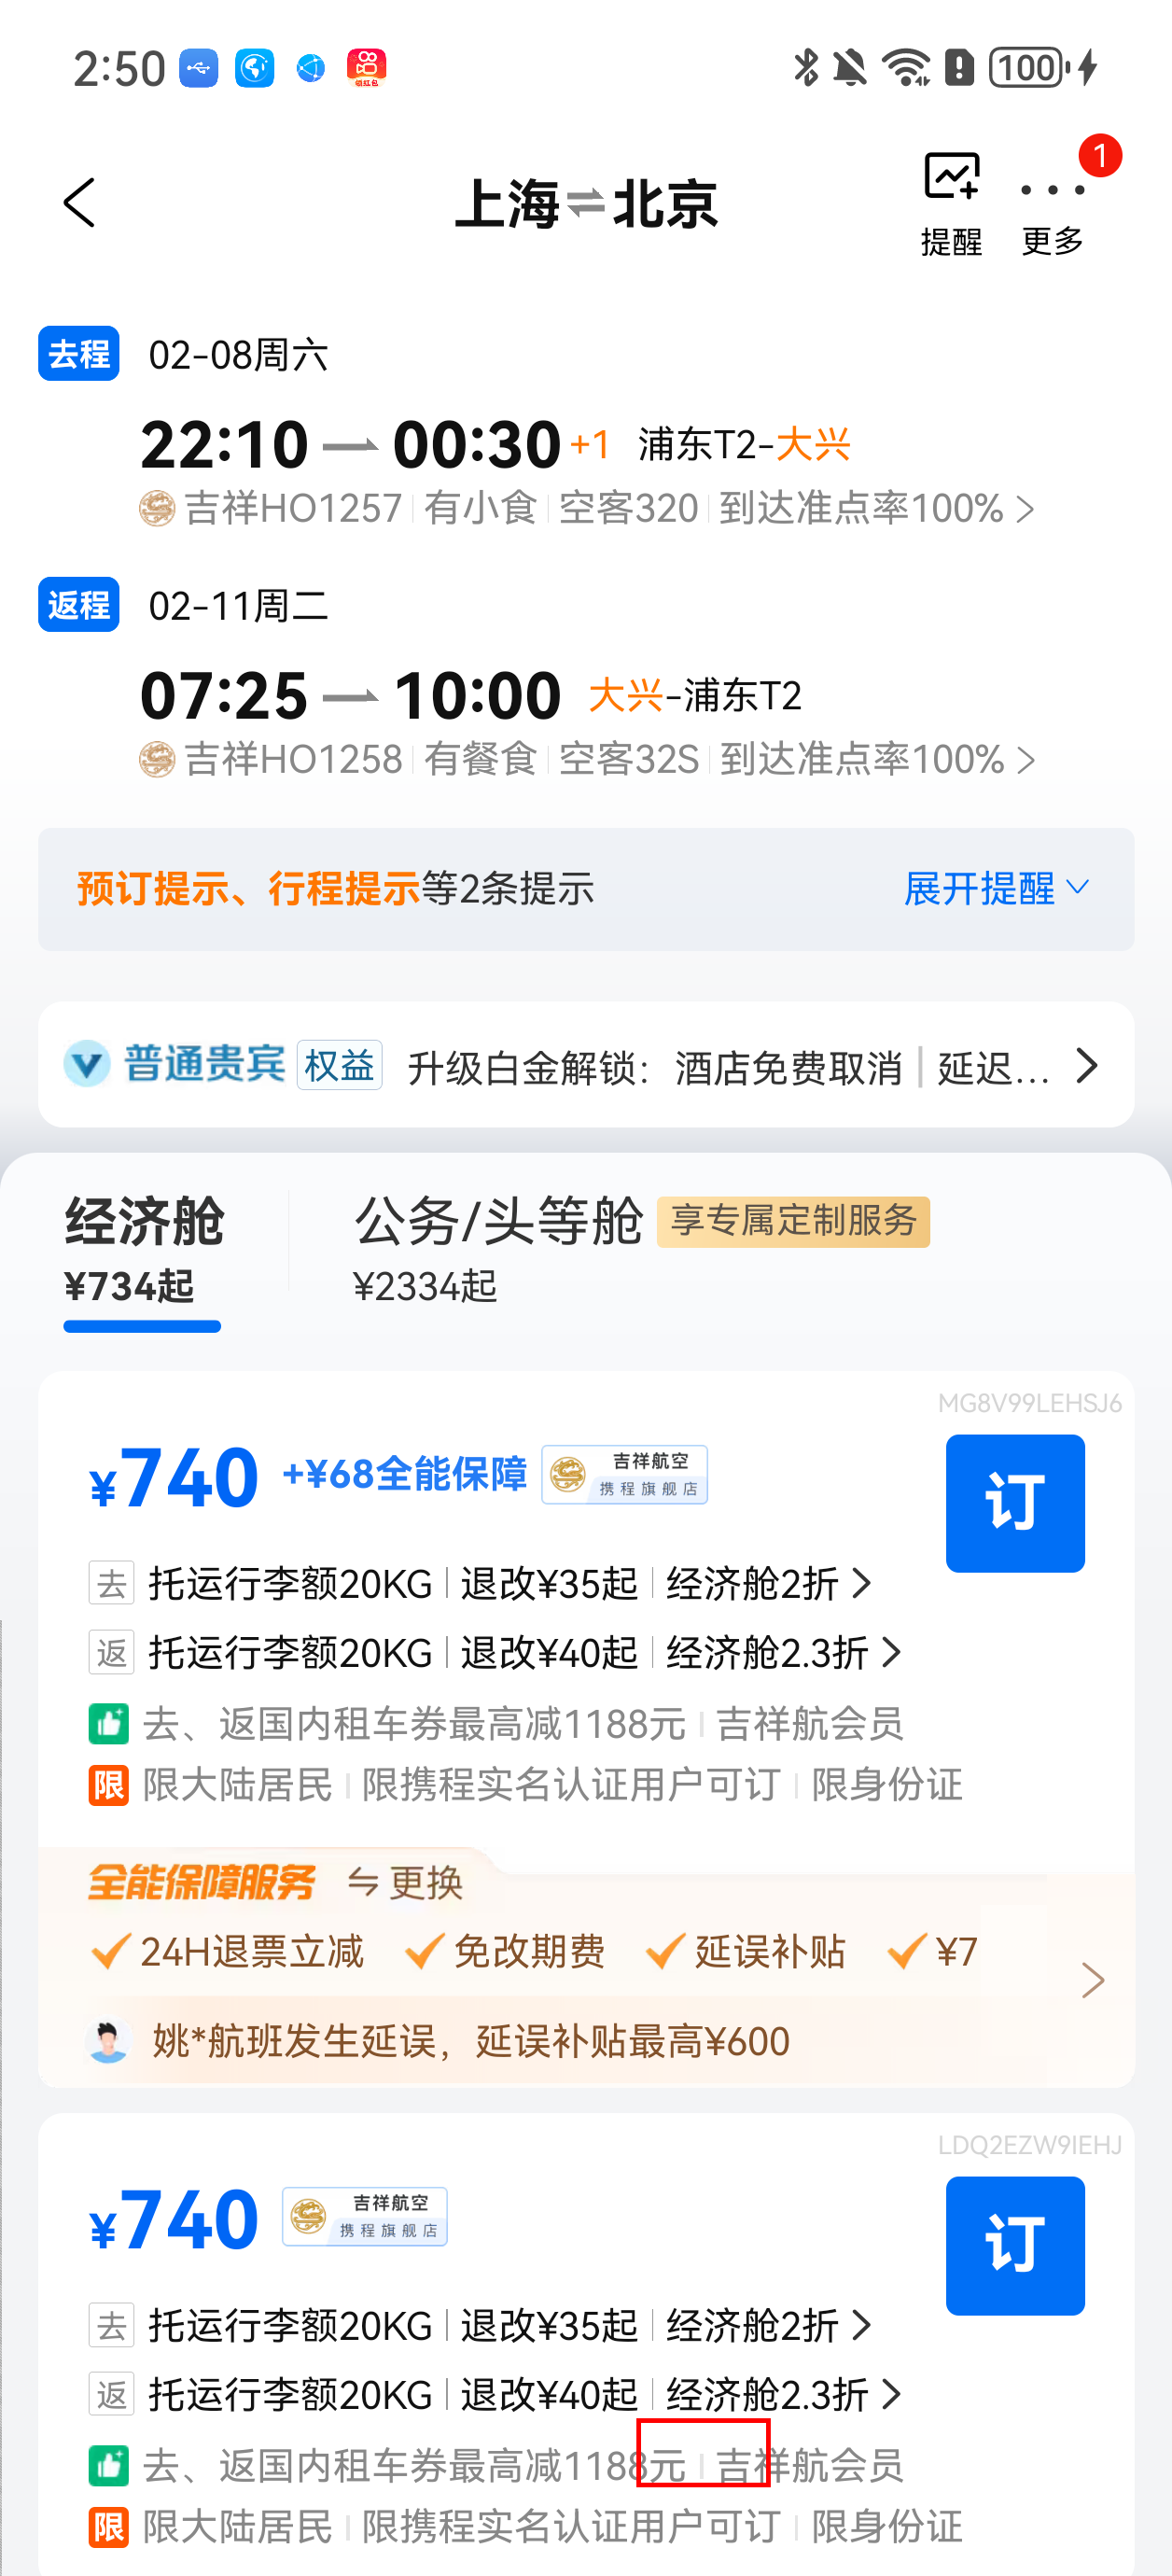 2:50
领红包
100
上海⇌北京
提醒
更多
1
去程 02-08周六
22:10 00:30 +1 浦东T2-大兴
吉祥HO1257 有小食 空客320 到达准点率100%
返程 02-11周二
07:25 10:00 大兴-浦东T2
吉祥HO1258 有餐食 空客32S 到达准点率100%
预订提示、行程提示等2条提示 展开提醒
普通贵宾 权益 升级白金解锁：酒店免费取消 | 延迟...
经济舱 公务/头等舱 享专属定制服务
¥734起 ¥2334起
MG8V99LEHSJ6
¥740 +¥68全能保障 吉祥航空 携程旗舰店
订
去 托运行李额20KG | 退改¥35起 | 经济舱2折
返 托运行李额20KG | 退改¥40起 | 经济舱2.3折
去、返国内租车券最高减1188元 | 吉祥航会员
限 限大陆居民 | 限携程实名认证用户可订 | 限身份证
全能保障服务 更换
24H退票立减 免改期费 延误补贴 ¥7
姚*航班发生延误，延误补贴最高¥600
LDQ2EZW9IEHJ
¥740 吉祥航空 携程旗舰店
订
去 托运行李额20KG | 退改¥35起 | 经济舱2折
返 托运行李额20KG | 退改¥40起 | 经济舱2.3折
去、返国内租车券最高减1188元 | 吉祥航会员
限 限大陆居民 | 限携程实名认证用户可订 | 限身份证